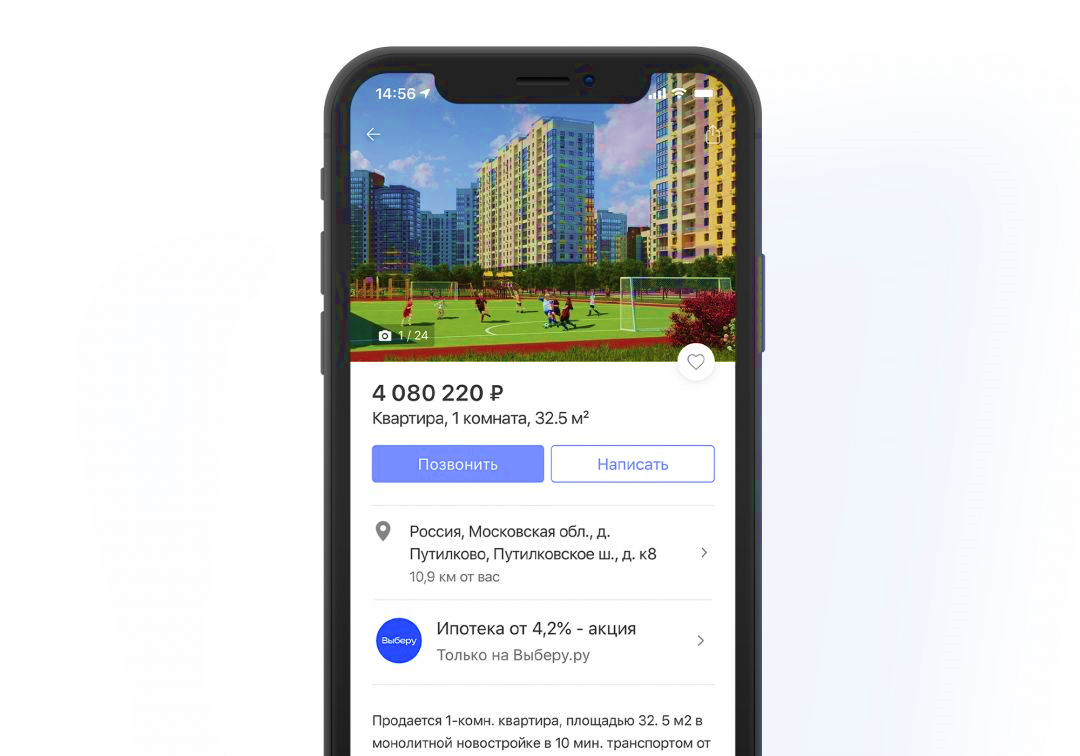 14:56
1 / 24
4 080 220 ₽
Квартира, 1 комната, 32.5 м²
Позвонить
Написать
Россия, Московская обл., д.
Путилково, Путилковское ш., д. к8
10,9 км от вас
Выберу
Ипотека от 4,2% - акция
Только на Выберу.ру
Продается 1-комн. квартира, площадью 32. 5 м2 в
монолитной новостройке в 10 мин. транспортом от